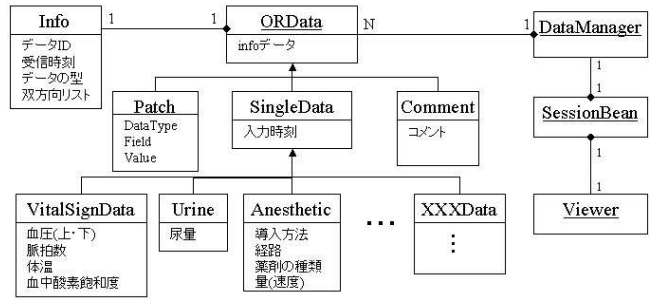 Info
データID
受信時刻
データの型
双方向リスト
1
1
ORData
infoデータ
N
1
DataManager
1
1
SessionBean
1
1
Viewer
Patch
DataType
Field
Value
SingleData
入力時刻
Comment
コメント
VitalSignData
血圧(上・下)
脈拍数
体温
血中酸素飽和度
Urine
尿量
Anesthetic
導入方法
経路
薬剤の種類
量(速度)
…
XXXData
⋮